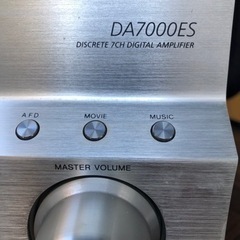 DA7000ES
DISCRETE 7CH DIGITAL AMPLIFIER
A.F.D MOVIE MUSIC
MASTER VOLUME